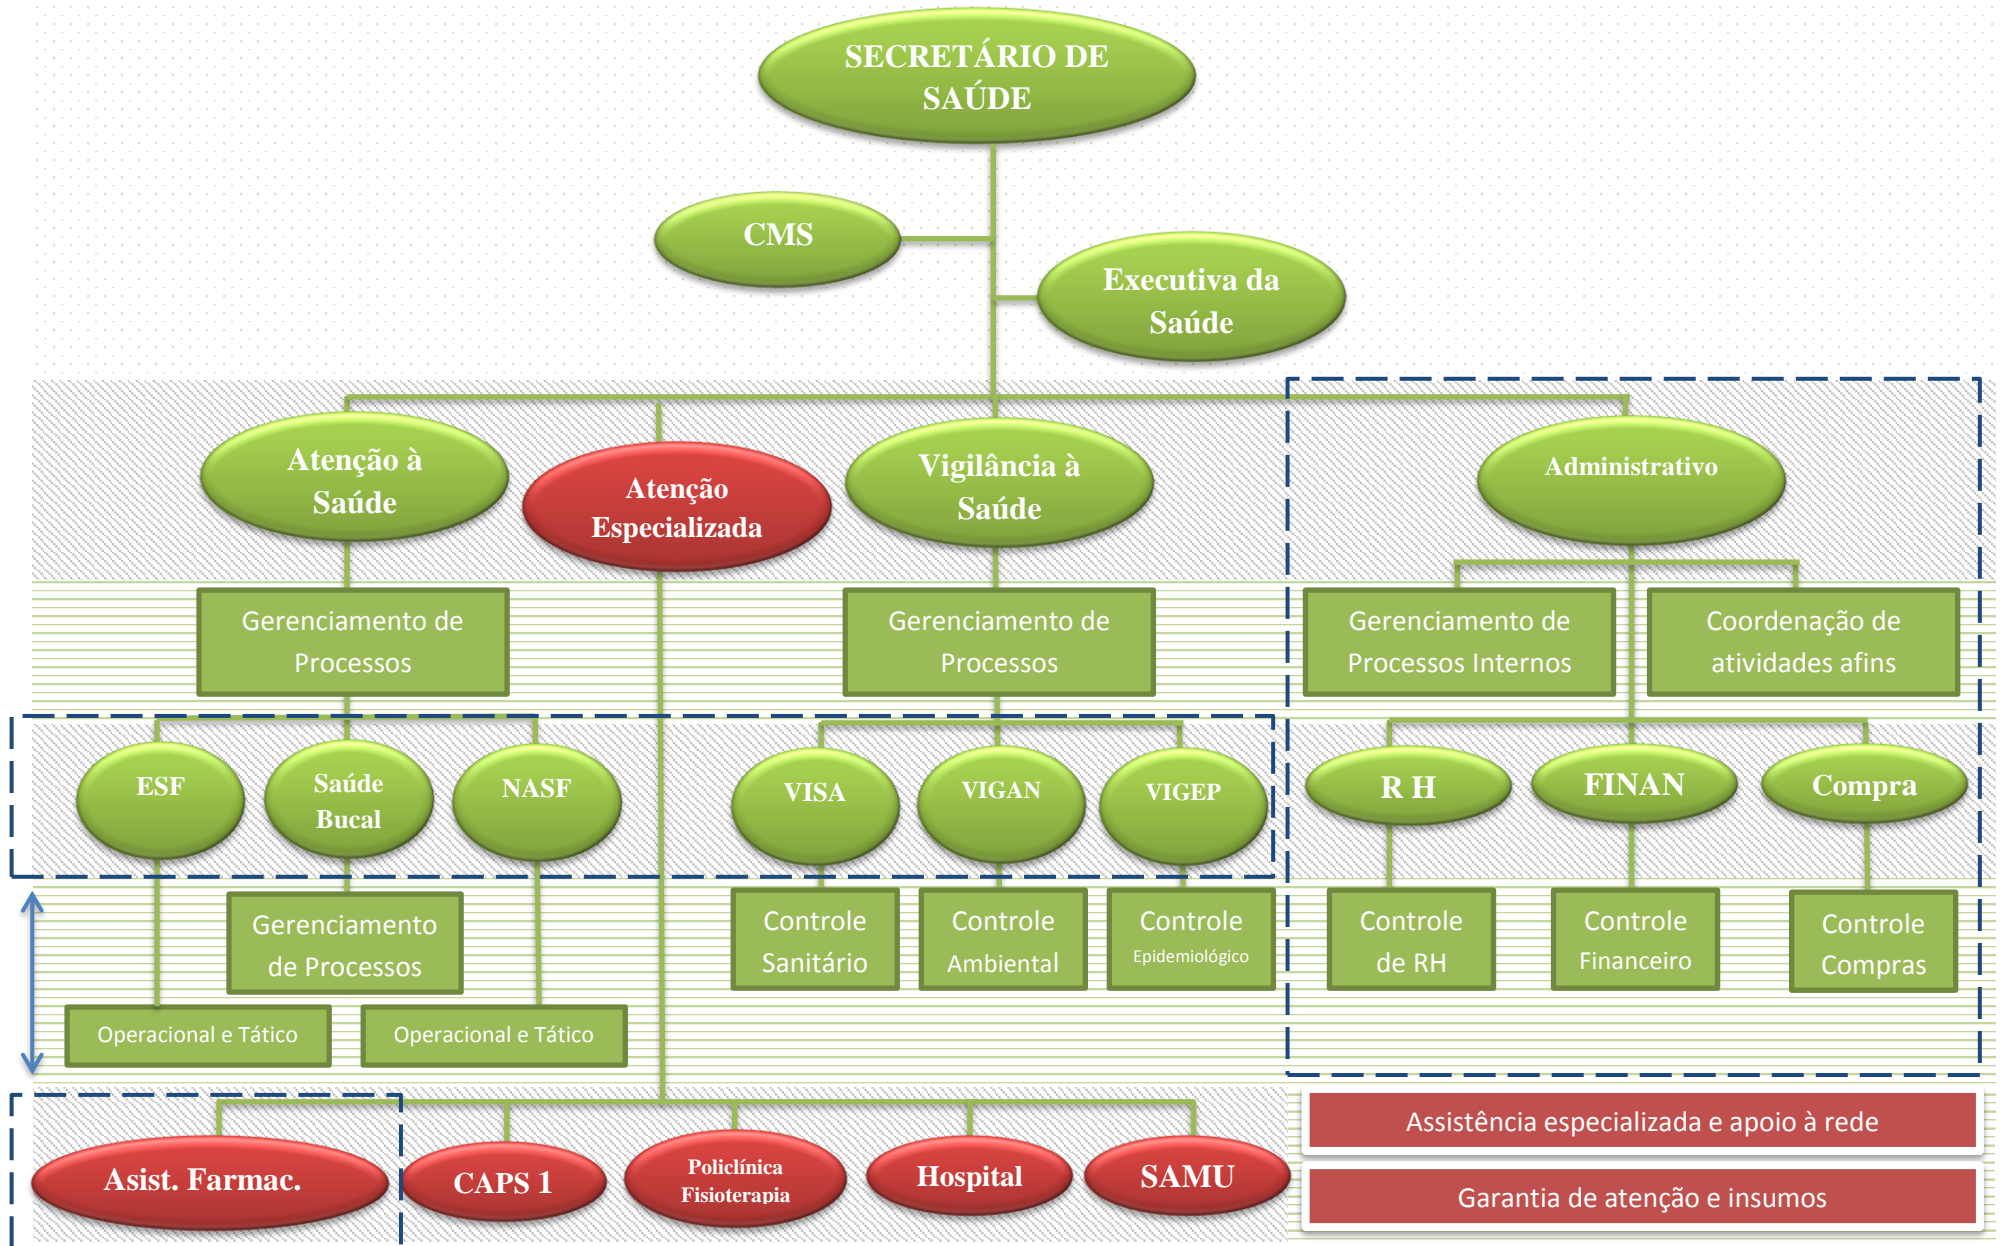 SECRETÁRIO DE
SAÚDE
CMS
Executiva da
Saúde
Atenção à
Saúde
Atenção
Especializada
Vigilância à
Saúde
Administrativo
Gerenciamento de
Processos
Gerenciamento de
Processos
Gerenciamento de
Processos Internos
Coordenação de
atividades afins
ESF
Saúde
Bucal
NASF
VISA
VIGAN
VIGEP
R H
FINAN
Compra
Gerenciamento
de Processos
Controle
Sanitário
Controle
Ambiental
Controle
Epidemiológico
Controle
de RH
Controle
Financeiro
Controle
Compras
Operacional e Tático
Operacional e Tático
Asist. Farmac.
CAPS 1
Policlínica
Fisioterapia
Hospital
SAMU
Assistência especializada e apoio à rede
Garantia de atenção e insumos